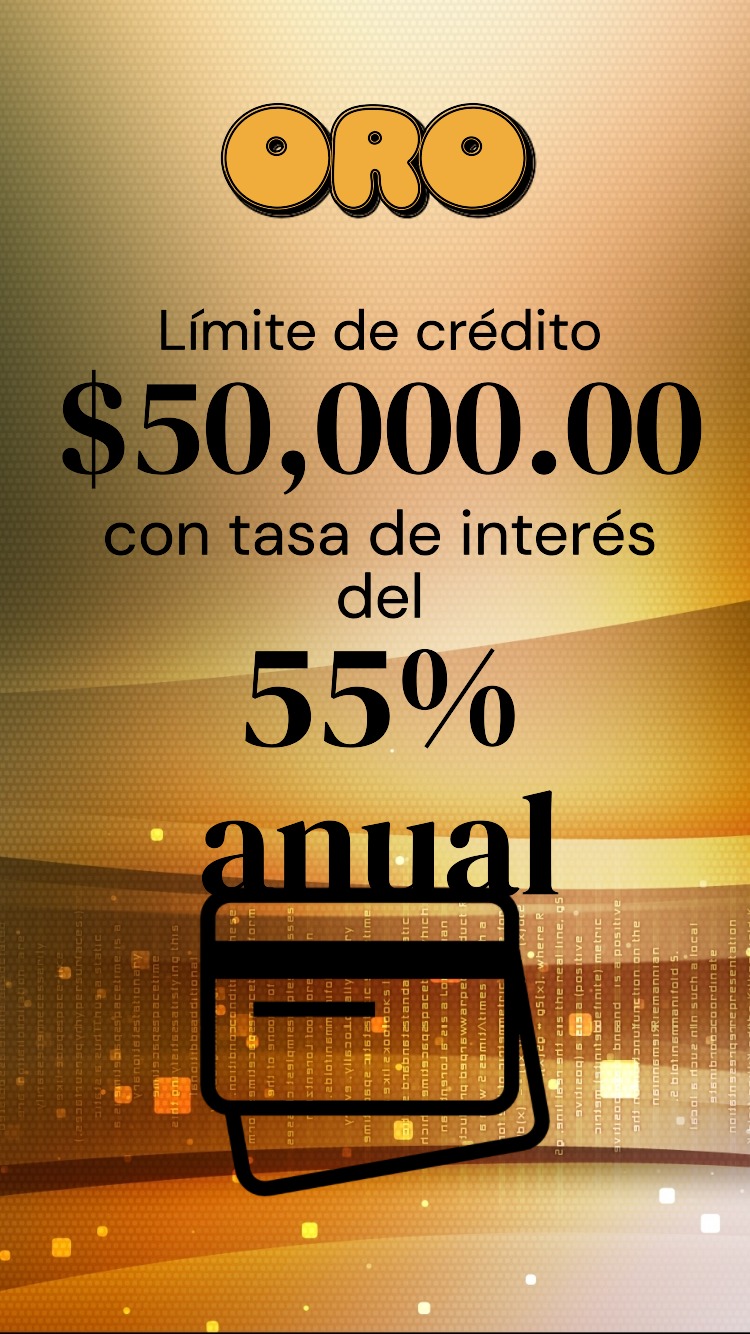 ORO
Límite de crédito
$50,000.00
con tasa de interés
del
55%
anual